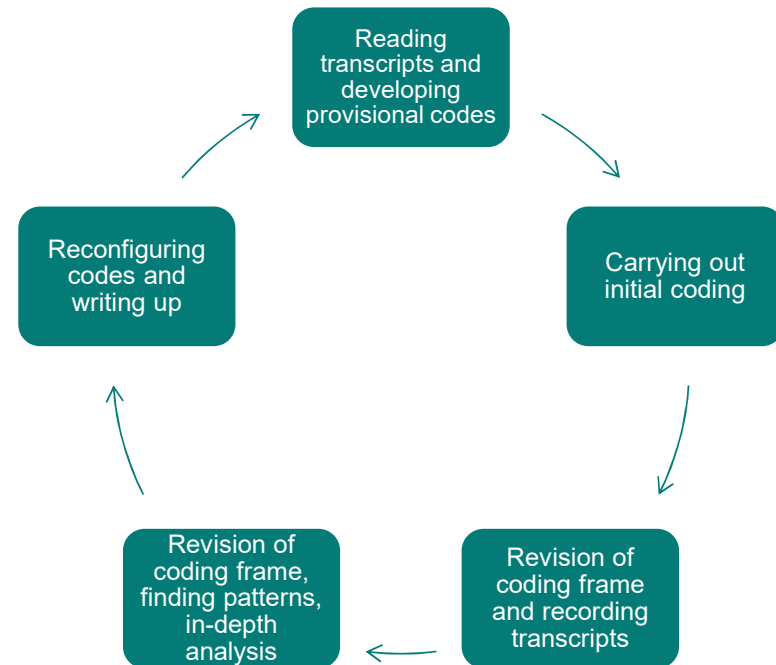 Reading
transcripts and
developing
provisional codes
Carrying out
initial coding
Revision of
coding frame
and recording
transcripts
Revision of
coding frame,
finding patterns,
in-depth
analysis
Reconfiguring
codes and
writing up